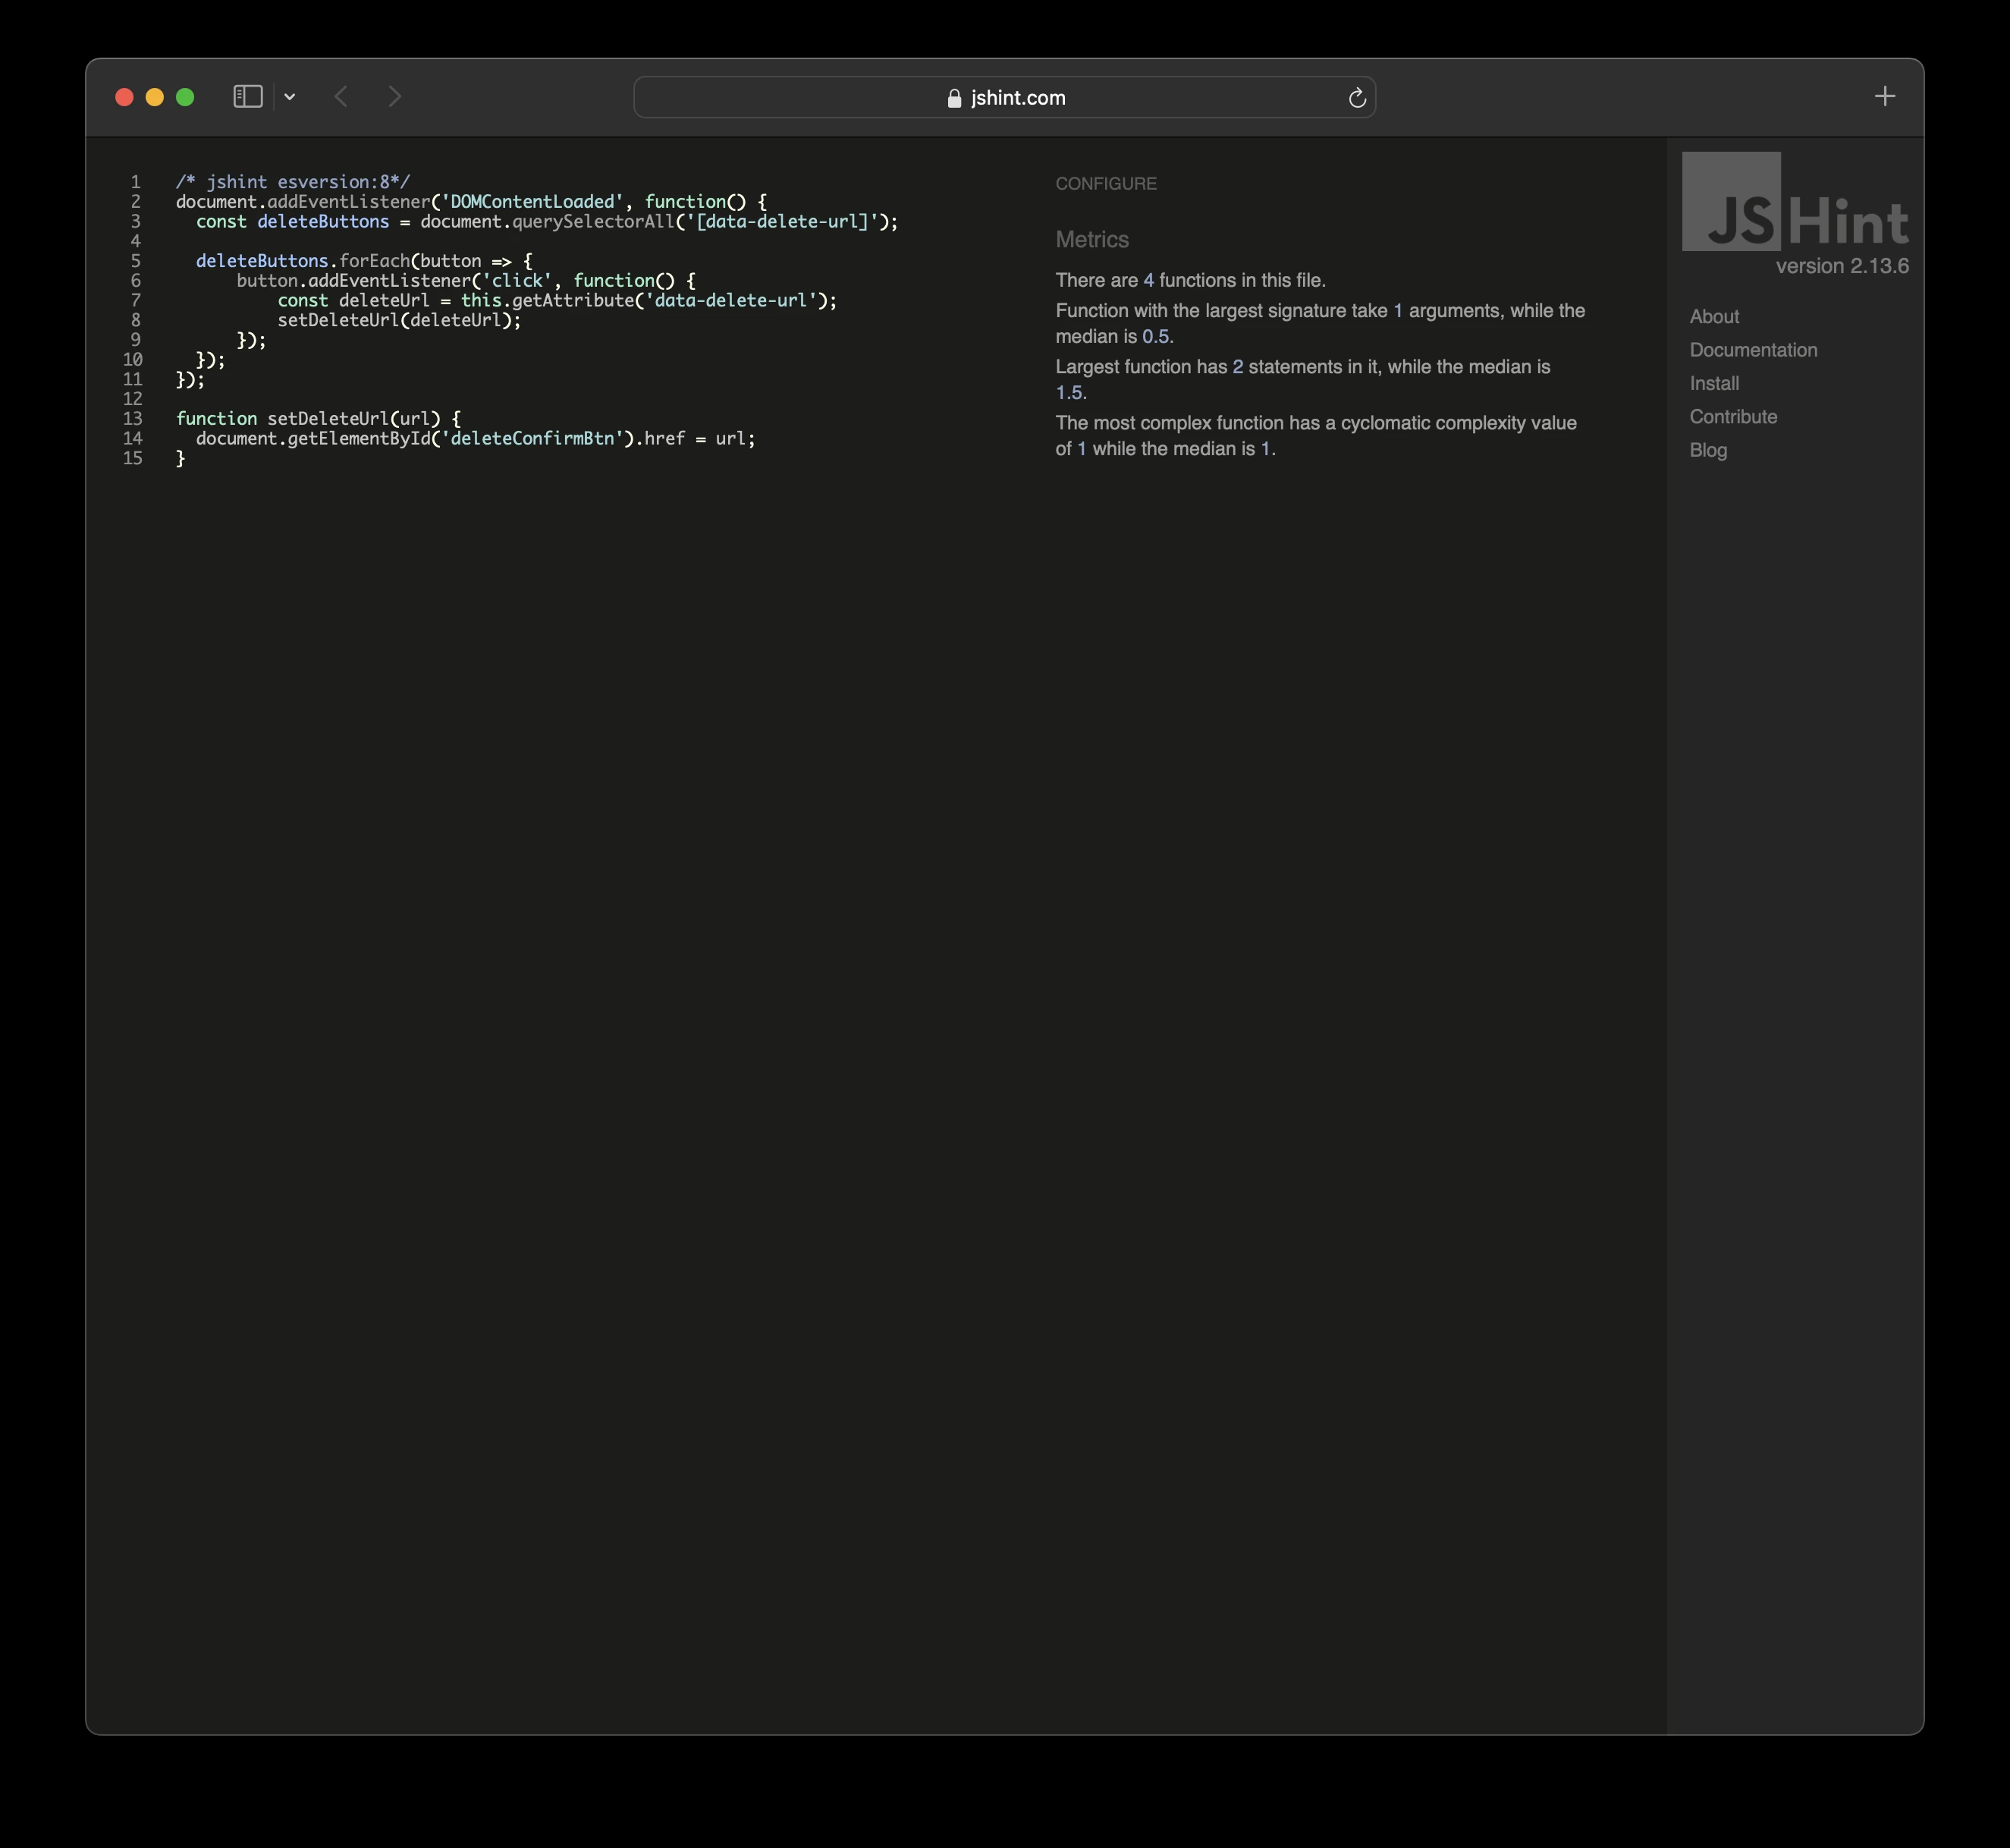 jshint.com
1 /* jshint esversion:8*/
2 document.addEventListener('DOMContentLoaded', function() {
3   const deleteButtons = document.querySelectorAll('[data-delete-url]');
4
5   deleteButtons.forEach(button => {
6       button.addEventListener('click', function() {
7           const deleteUrl = this.getAttribute('data-delete-url');
8           setDeleteUrl(deleteUrl);
9       });
10   });
11 });
12
13 function setDeleteUrl(url) {
14   document.getElementById('deleteConfirmBtn').href = url;
15 }
CONFIGURE
Metrics
There are 4 functions in this file.
Function with the largest signature take 1 arguments, while the
median is 0.5.
Largest function has 2 statements in it, while the median is
1.5.
The most complex function has a cyclomatic complexity value
of 1 while the median is 1.
JSHint
version 2.13.6
About
Documentation
Install
Contribute
Blog